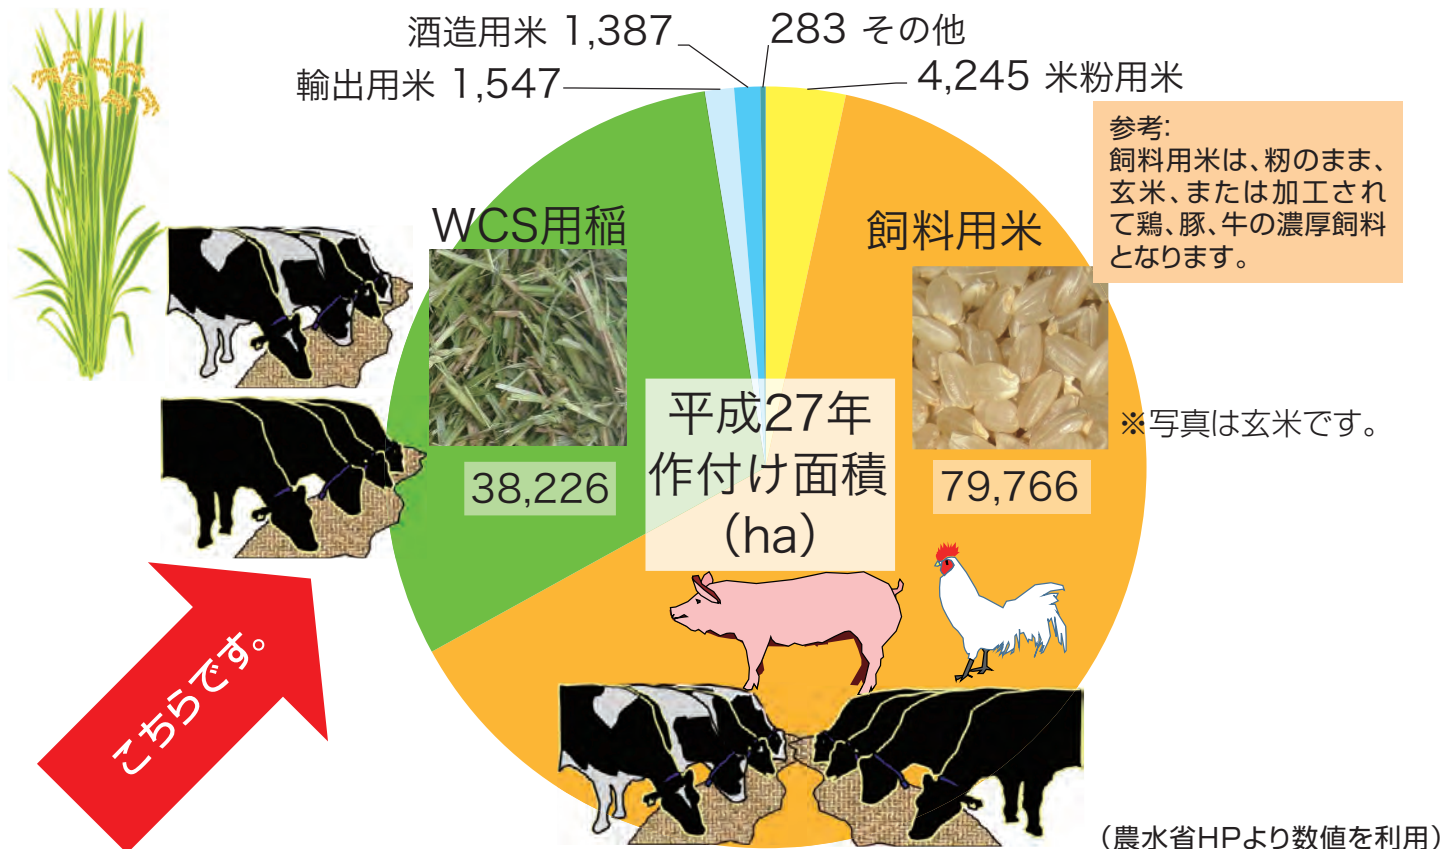 酒造用米 1,387
283 その他
輸出用米 1,547
4,245 米粉用米
参考:
飼料用米は、籾のまま、
玄米、または加工され
て鶏、豚、牛の濃厚飼料
となります。
WCS用稲
飼料用米
※写真は玄米です。
平成27年
作付け面積
（ha）
38,226
79,766
こちらです。
（農水省HPより数値を利用）